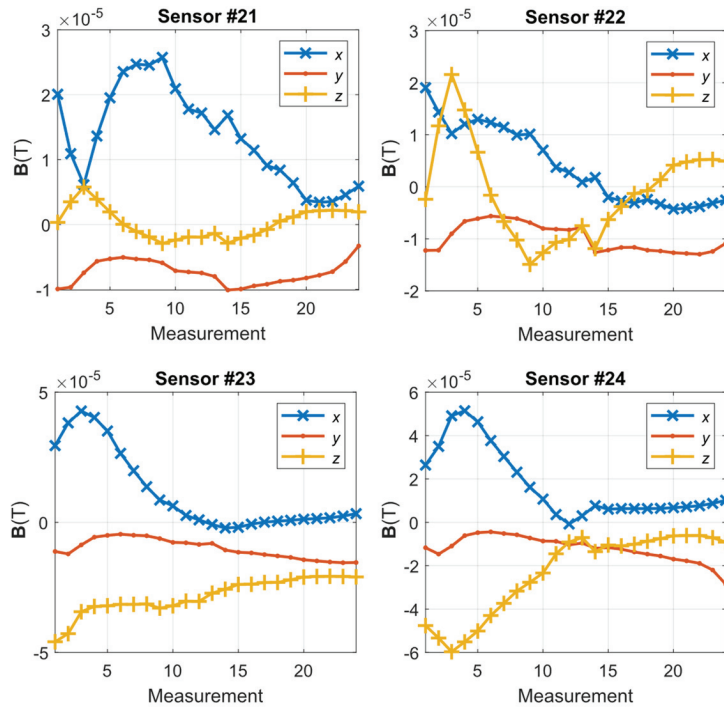 Sensor #21
×10⁻⁵
3
2
1
0
-1
B(T)
x
y
z
5 10 15 20
Measurement
Sensor #22
×10⁻⁵
3
2
1
0
-1
-2
B(T)
x
y
z
5 10 15 20
Measurement
Sensor #23
×10⁻⁵
5
0
-5
B(T)
x
y
z
5 10 15 20
Measurement
Sensor #24
×10⁻⁵
6
4
2
0
-2
-4
-6
B(T)
x
y
z
5 10 15 20
Measurement